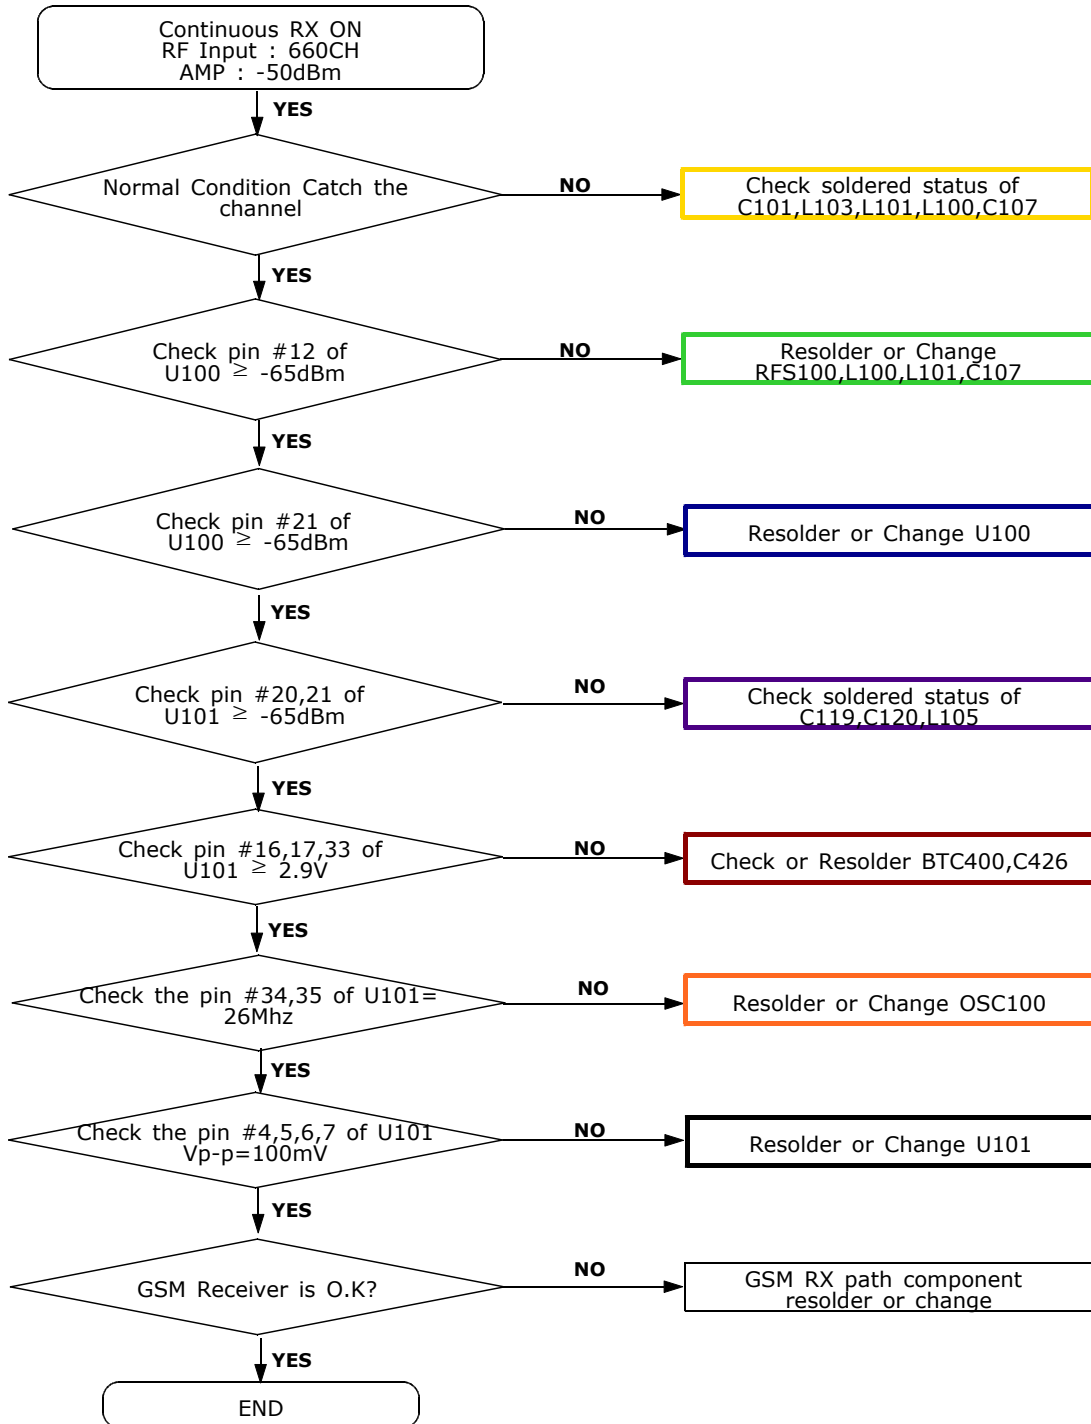 Continuous RX ON
RF Input : 660CH
AMP : -50dBm
YES
Normal Condition Catch the
channel
NO
Check soldered status of
C101,L103,L101,L100,C107
YES
Check pin #12 of
U100 ≥ -65dBm
NO
Resolder or Change
RFS100,L100,L101,C107
YES
Check pin #21 of
U100 ≥ -65dBm
NO
Resolder or Change U100
YES
Check pin #20,21 of
U101 ≥ -65dBm
NO
Check soldered status of
C119,C120,L105
YES
Check pin #16,17,33 of
U101 ≥ 2.9V
NO
Check or Resolder BTC400,C426
YES
Check the pin #34,35 of U101=
26Mhz
NO
Resolder or Change OSC100
YES
Check the pin #4,5,6,7 of U101
Vp-p=100mV
NO
Resolder or Change U101
YES
GSM Receiver is O.K?
NO
GSM RX path component
resolder or change
YES
END